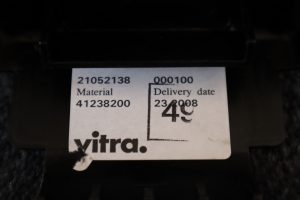 21052138 000100
Material Delivery date
41238200 23.2008
49
vitra.